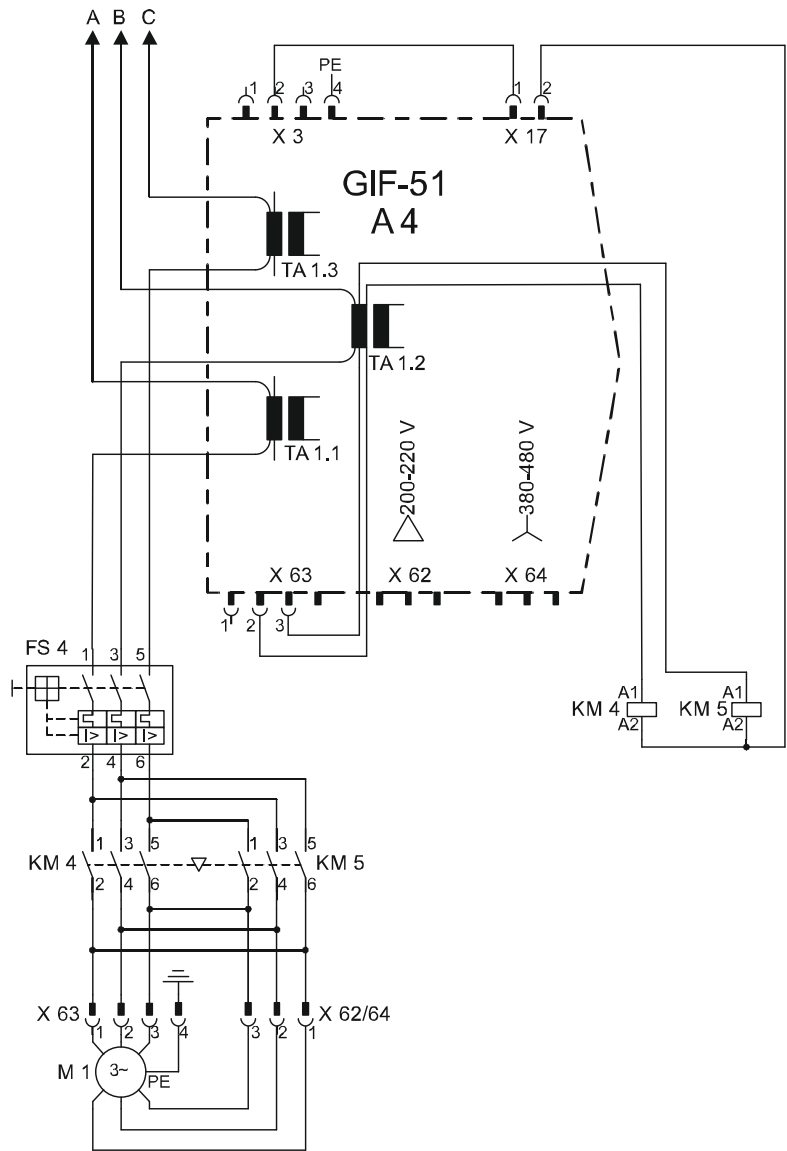 A B C
PE
1 2 3 4 1 2
X 3 X 17
GIF-51
A 4
TA 1.3
TA 1.2
TA 1.1
200-220 V 380-480 V
X 63 X 62 X 64
1 2 3
FS 4 1 3 5
A1 A1
KM 4 KM 5
A2 A2
I> I> I>
2 4 6
1 3 5 1 3 5
KM 4 KM 5
2 4 6 2 4 6
X 63 X 62/64
1 2 3 4 3 2 1
M 1 3~ PE